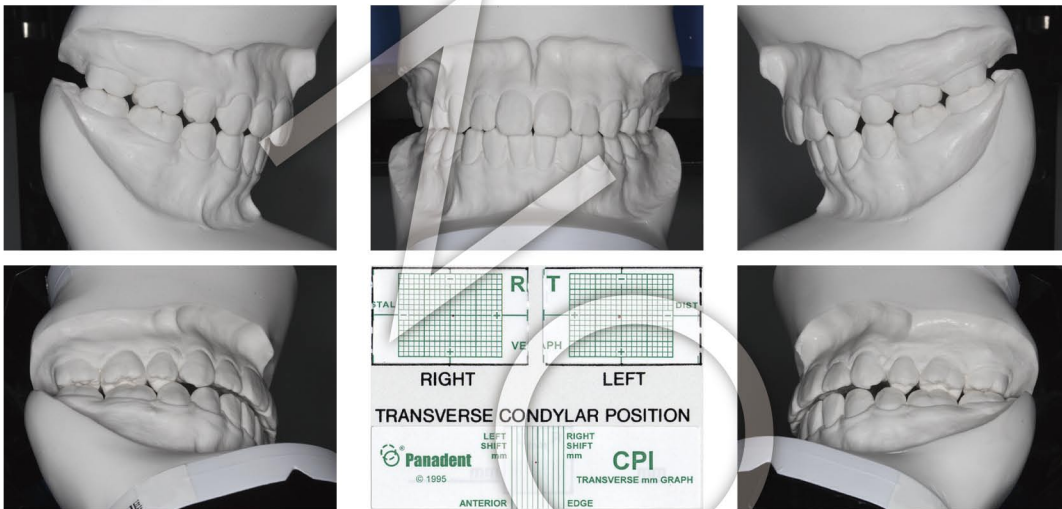 R T
STAL DIST
VE APH
RIGHT LEFT
TRANSVERSE CONDYLAR POSITION
LEFT SHIFT mm
RIGHT SHIFT mm
Panadent
© 1995
CPI
TRANSVERSE mm GRAPH
ANTERIOR EDGE